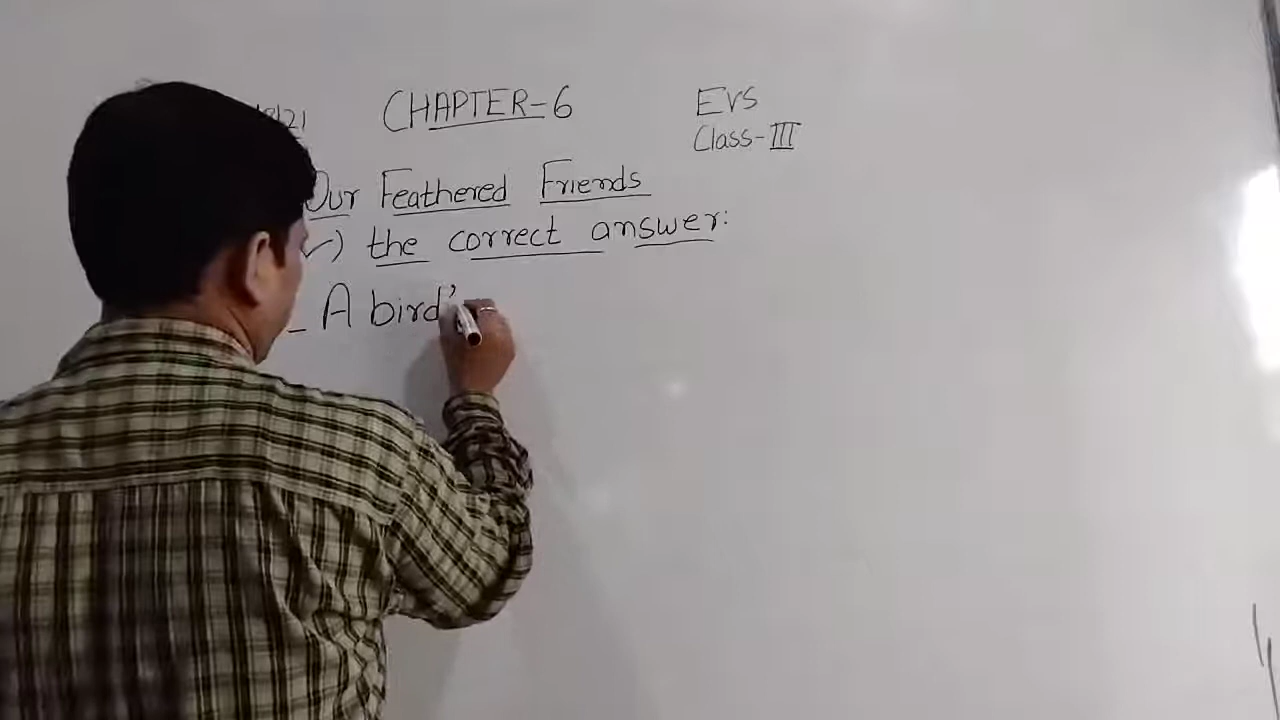 CHAPTER-6 EVS
Class-III
Our Feathered Friends
✓) the correct answer:
A bird'